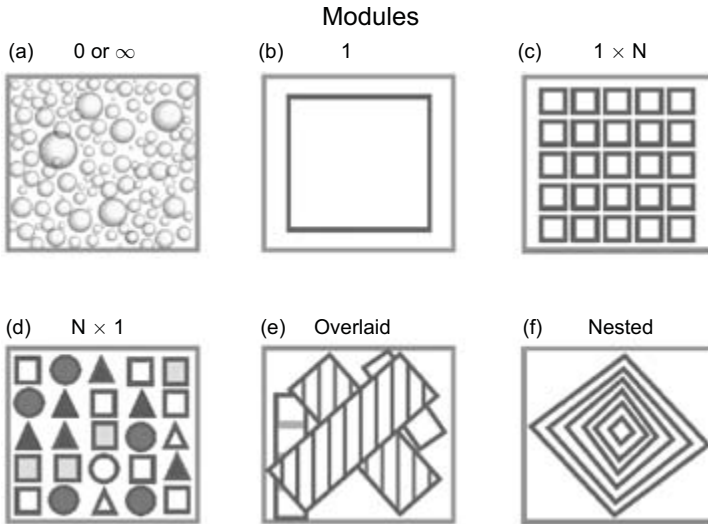 Modules
(a) 0 or ∞
(b) 1
(c) 1 × N
(d) N × 1
(e) Overlaid
(f) Nested